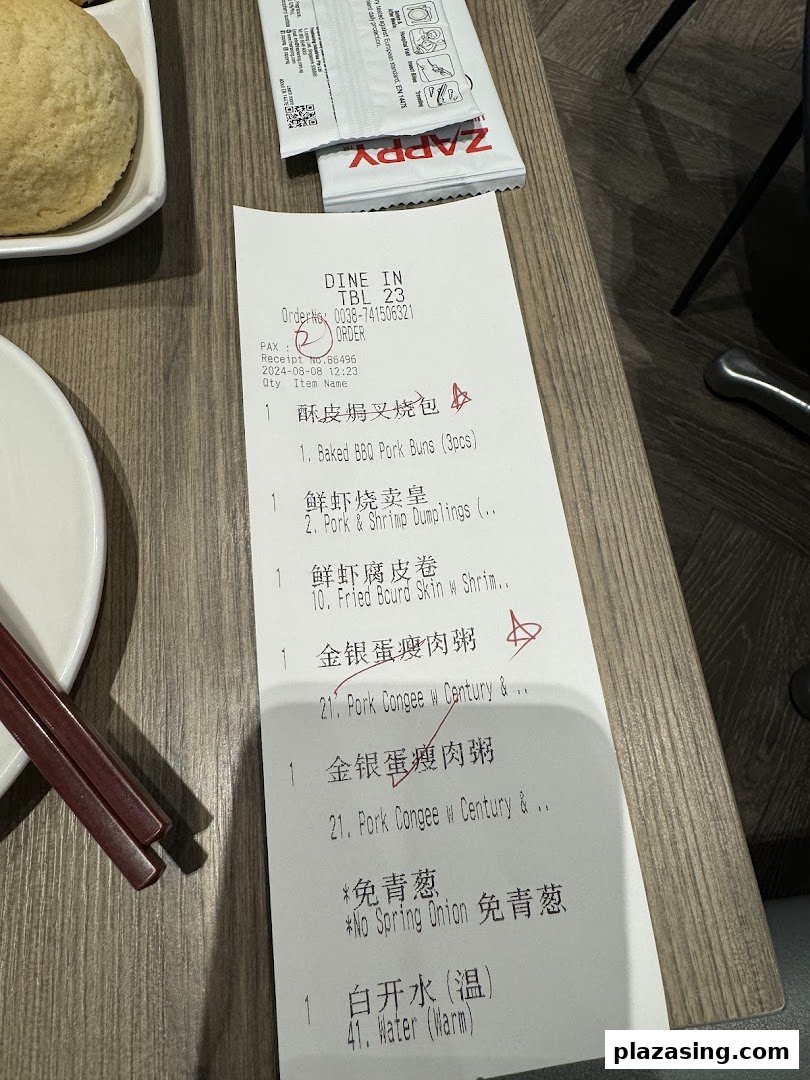 ZAPPY
EN 14476
DINE IN
TBL 23
OrderNo: 0038-741506321
ORDER
PAX : 2
Receipt No.86496
2024-08-08 12:23
Qty Item Name
1 酥皮焗叉烧包
1. Baked BBQ Pork Buns (3pcs)
1 鲜虾烧卖皇
2. Pork & Shrimp Dumplings (..
1 鲜虾腐皮卷
10. Fried Bcurd Skin w Shrim..
1 金银蛋瘦肉粥
21. Pork Congee w Century & ..
1 金银蛋瘦肉粥
21. Pork Congee w Century & ..
*免青葱
*No Spring Onion 免青葱
1 白开水 (温)
41. Water (Warm)
plazasing.com